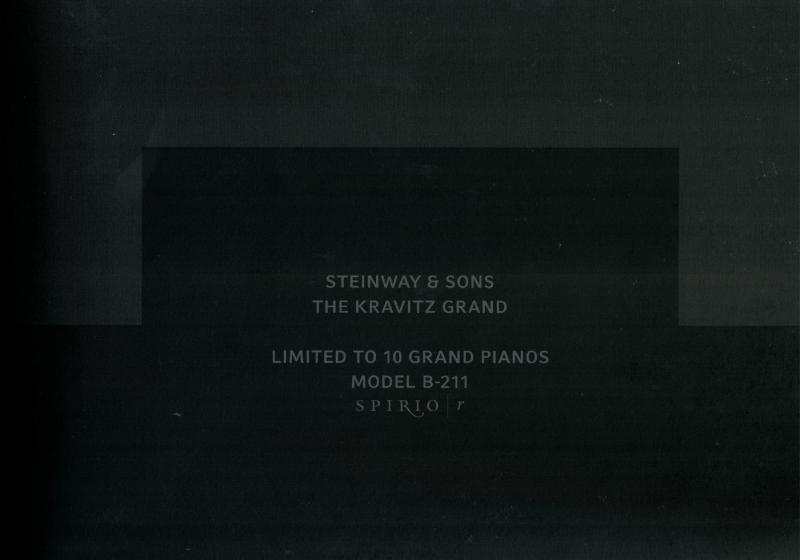 STEINWAY & SONS
THE KRAVITZ GRAND
LIMITED TO 10 GRAND PIANOS
MODEL B-211
SPIRIO | r